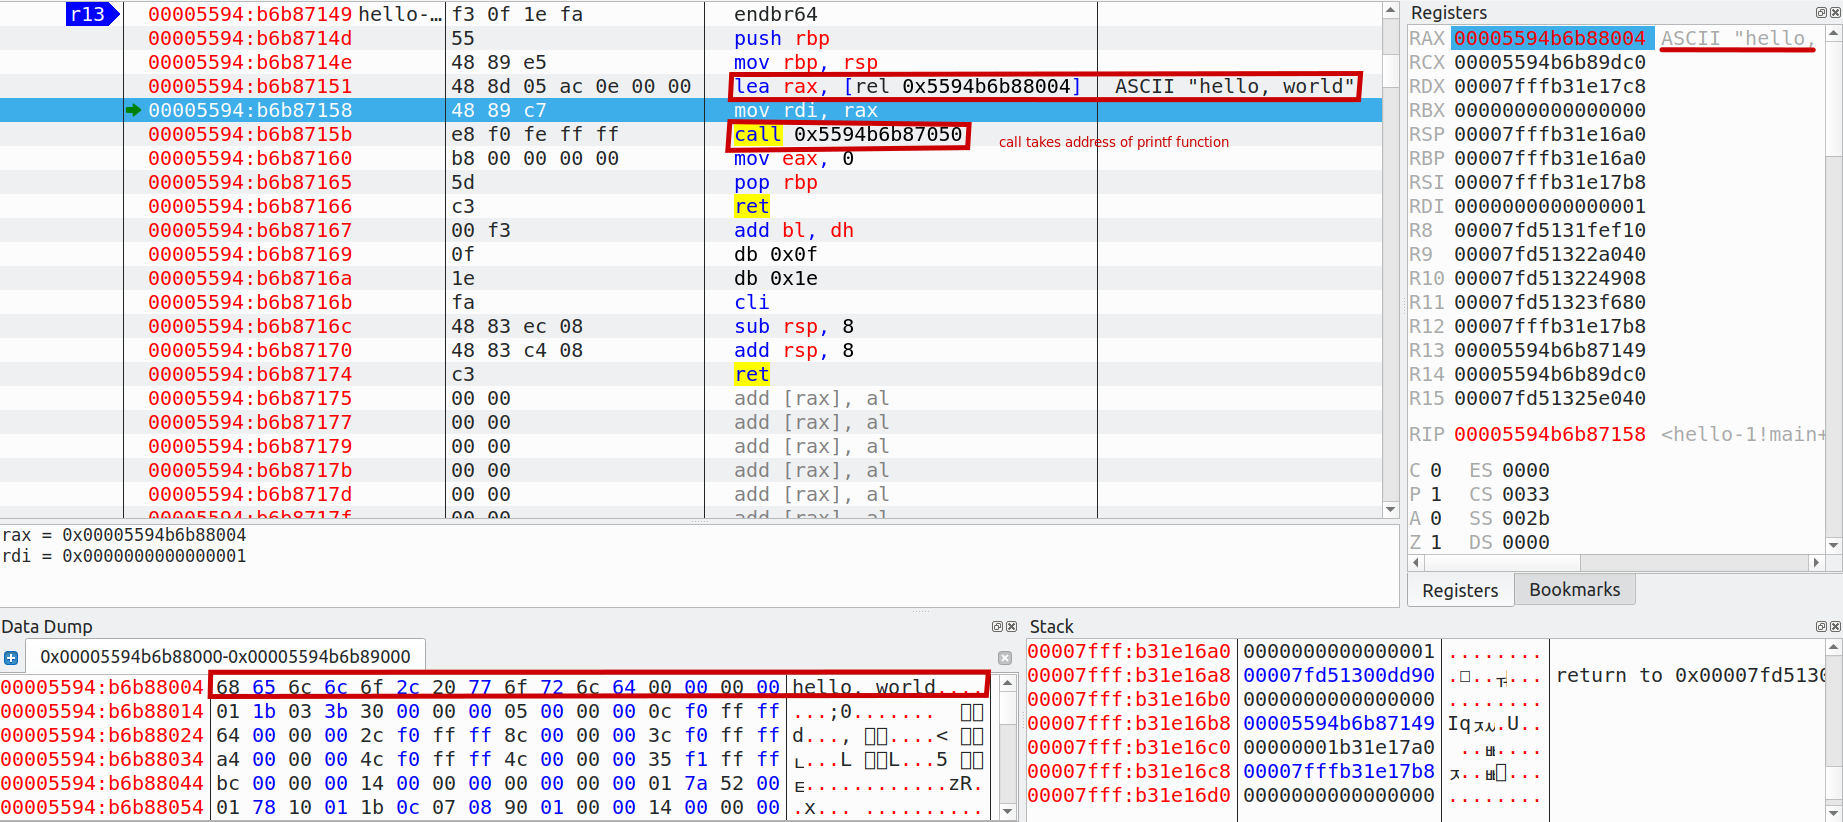 r13 00005594:b6b87149 hello-… f3 0f 1e fa endbr64
00005594:b6b8714d 55 push rbp
00005594:b6b8714e 48 89 e5 mov rbp, rsp
00005594:b6b87151 48 8d 05 ac 0e 00 00 lea rax, [rel 0x5594b6b88004] ASCII "hello, world"
00005594:b6b87158 48 89 c7 mov rdi, rax
00005594:b6b8715b e8 f0 fe ff ff call 0x5594b6b87050
call takes address of printf function
00005594:b6b87160 b8 00 00 00 00 mov eax, 0
00005594:b6b87165 5d pop rbp
00005594:b6b87166 c3 ret
00005594:b6b87167 00 f3 add bl, dh
00005594:b6b87169 0f db 0x0f
00005594:b6b8716a 1e db 0x1e
00005594:b6b8716b fa cli
00005594:b6b8716c 48 83 ec 08 sub rsp, 8
00005594:b6b87170 48 83 c4 08 add rsp, 8
00005594:b6b87174 c3 ret
00005594:b6b87175 00 00 add [rax], al
00005594:b6b87177 00 00 add [rax], al
00005594:b6b87179 00 00 add [rax], al
00005594:b6b8717b 00 00 add [rax], al
00005594:b6b8717d 00 00 add [rax], al
00005594:b6b8717f 00 00 add [rax], al
rax = 0x00005594b6b88004
rdi = 0x0000000000000001
Registers
RAX 00005594b6b88004 ASCII "hello,
RCX 00005594b6b89dc0
RDX 00007fffb31e17c8
RBX 0000000000000000
RSP 00007fffb31e16a0
RBP 00007fffb31e16a0
RSI 00007fffb31e17b8
RDI 0000000000000001
R8 00007fd5131fef10
R9 00007fd51322a040
R10 00007fd513224908
R11 00007fd51323f680
R12 00007fffb31e17b8
R13 00005594b6b87149
R14 00005594b6b89dc0
R15 00007fd51325e040
RIP 00005594b6b87158 <hello-1!main+
C 0 ES 0000
P 1 CS 0033
A 0 SS 002b
Z 1 DS 0000
Registers Bookmarks
Data Dump
0x00005594b6b88000-0x00005594b6b89000
00005594:b6b88004 68 65 6c 6c 6f 2c 20 77 6f 72 6c 64 00 00 00 00 hello, world....
00005594:b6b88014 01 1b 03 3b 30 00 00 00 05 00 00 00 0c f0 ff ff ...;0.......
00005594:b6b88024 64 00 00 00 2c f0 ff ff 8c 00 00 00 3c f0 ff ff d...,  ....<
00005594:b6b88034 a4 00 00 00 4c f0 ff ff 4c 00 00 00 35 f1 ff ff ...L  L...5
00005594:b6b88044 bc 00 00 00 14 00 00 00 00 00 00 00 01 7a 52 00 ............zR.
00005594:b6b88054 01 78 10 01 1b 0c 07 08 90 01 00 00 14 00 00 00 .x... ..........
Stack
00007fff:b31e16a0 0000000000000001 ........
00007fff:b31e16a8 00007fd51300dd90 return to 0x00007fd5130
00007fff:b31e16b0 0000000000000000 ........
00007fff:b31e16b8 00005594b6b87149 Iq .U..
00007fff:b31e16c0 00000001b31e17a0
00007fff:b31e16c8 00007fffb31e17b8
00007fff:b31e16d0 0000000000000000 ........